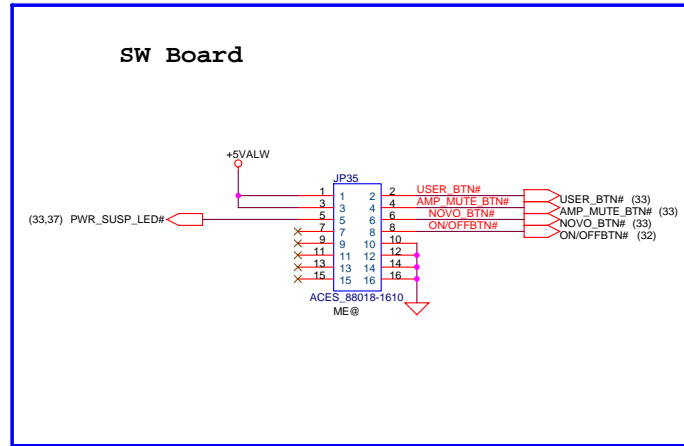 SW Board
+5VALW
JP35
1 1 2 2 USER_BTN# USER_BTN# (33)
3 3 4 4 AMP_MUTE_BTN# AMP_MUTE_BTN# (33)
(33,37) PWR_SUSP_LED# 5 5 6 6 NOVO_BTN# NOVO_BTN# (33)
7 7 8 8 ON/OFFBTN# ON/OFFBTN# (32)
9 9 10 10
11 11 12 12
13 13 14 14
15 15 16 16
ACES_88018-1610
ME@